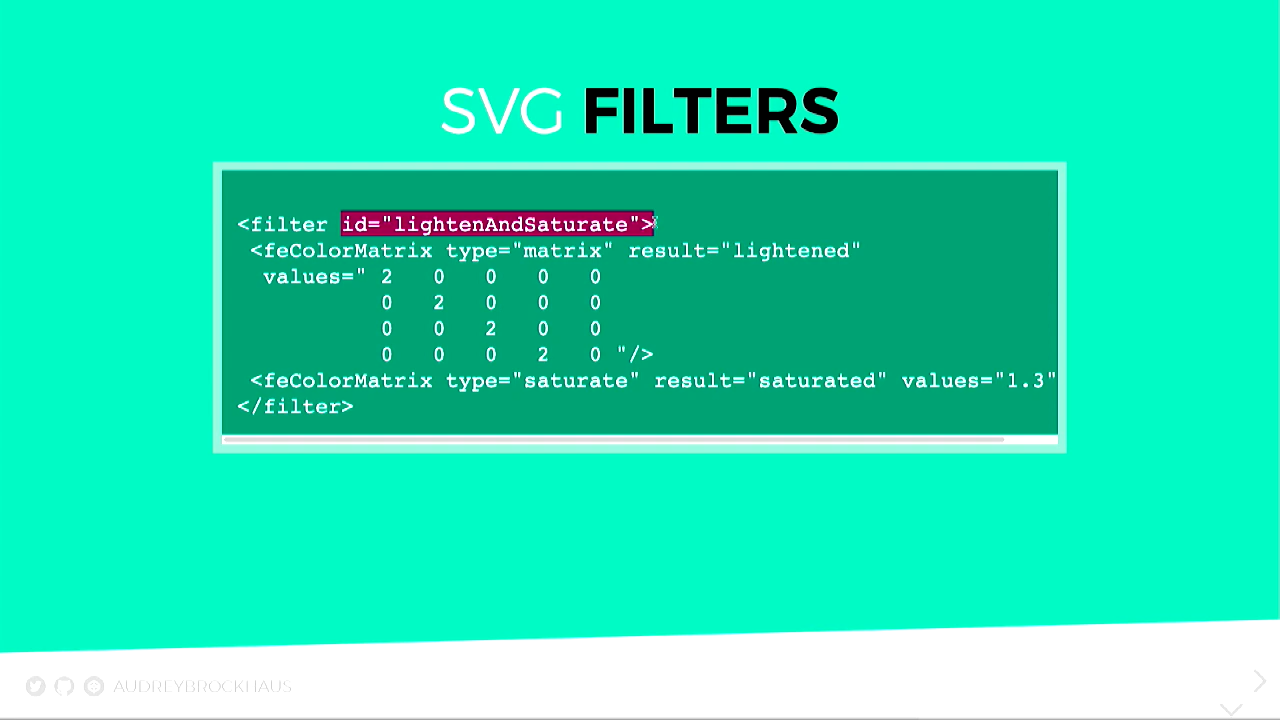 SVG FILTERS
<filter id="lightenAndSaturate">
<feColorMatrix type="matrix" result="lightened"
values=" 2 0 0 0 0
0 2 0 0 0
0 0 2 0 0
0 0 0 2 0 "/>
<feColorMatrix type="saturate" result="saturated" values="1.3"
</filter>
AUDREYBROCKHAUS